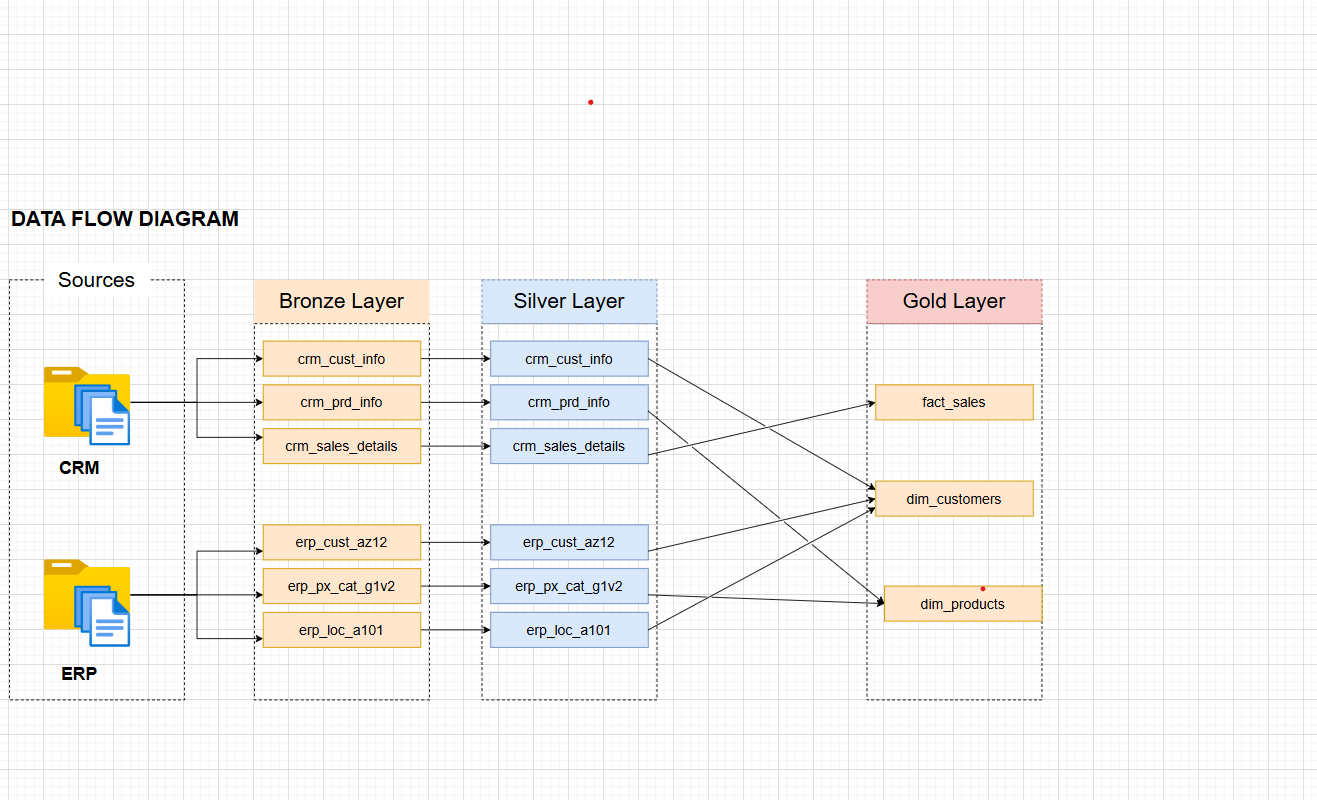 DATA FLOW DIAGRAM
Sources
CRM
ERP
Bronze Layer
crm_cust_info
crm_prd_info
crm_sales_details
erp_cust_az12
erp_px_cat_g1v2
erp_loc_a101
Silver Layer
crm_cust_info
crm_prd_info
crm_sales_details
erp_cust_az12
erp_px_cat_g1v2
erp_loc_a101
Gold Layer
fact_sales
dim_customers
dim_products